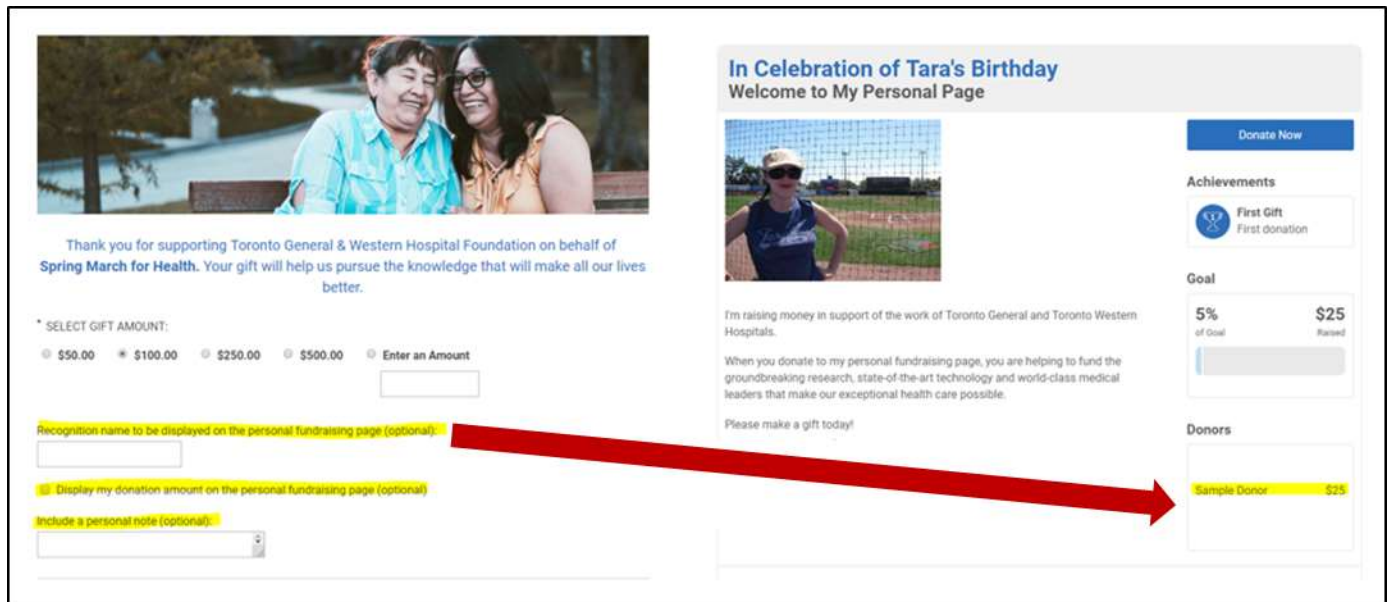 Thank you for supporting Toronto General & Western Hospital Foundation on behalf of
Spring March for Health. Your gift will help us pursue the knowledge that will make all our lives
better.
* SELECT GIFT AMOUNT:
$50.00 $100.00 $250.00 $500.00 Enter an Amount
Recognition name to be displayed on the personal fundraising page (optional):
Display my donation amount on the personal fundraising page (optional)
Include a personal note (optional):
In Celebration of Tara's Birthday
Welcome to My Personal Page
I'm raising money in support of the work of Toronto General and Toronto Western
Hospitals.
When you donate to my personal fundraising page, you are helping to fund the
groundbreaking research, state-of-the-art technology and world-class medical
leaders that make our exceptional health care possible.
Please make a gift today!
Donate Now
Achievements
First Gift
First donation
Goal
5% $25
of Goal Raised
Donors
Sample Donor $25